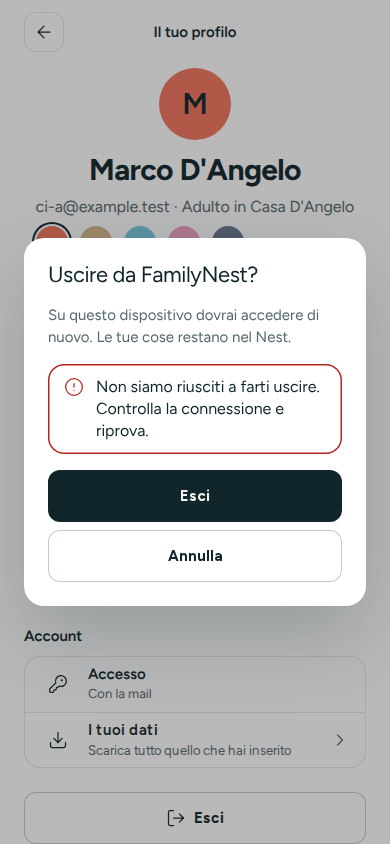 Il tuo profilo
M
Marco D'Angelo
ci-a@example.test · Adulto in Casa D'Angelo
Uscire da FamilyNest?
Su questo dispositivo dovrai accedere di
nuovo. Le tue cose restano nel Nest.
Non siamo riusciti a farti uscire.
Controlla la connessione e
riprova.
Esci
Annulla
Account
Accesso
Con la mail
I tuoi dati
Scarica tutto quello che hai inserito
Esci